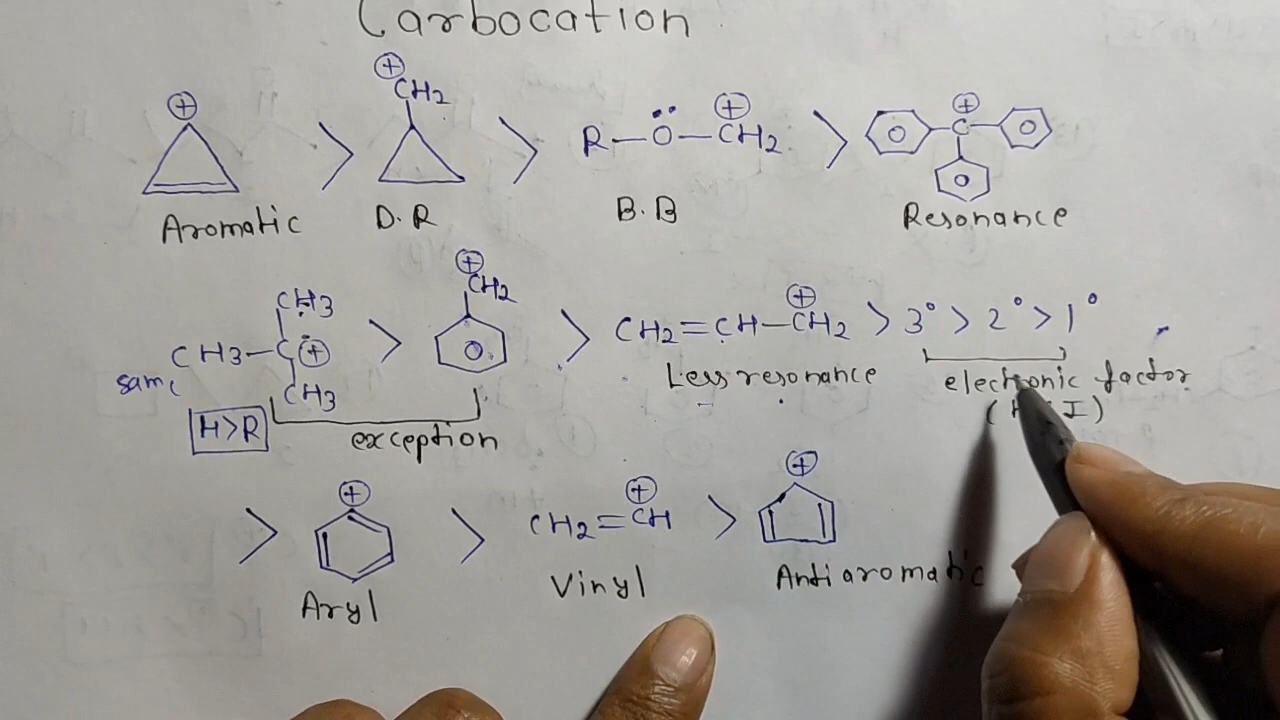 Carbocation
⊕ > ⊕CH2 > R—Ö—⊕CH2 > ⊕C
Aromatic D.R B.B Resonance
CH3
CH3—C⊕ > ⊕CH2 > CH2=CH—⊕CH2 > 3° > 2° > 1°
CH3
same Less resonance electronic factor
H>R exception
> ⊕ > CH2=⊕CH > ⊕
Aryl Vinyl Antiaromatic